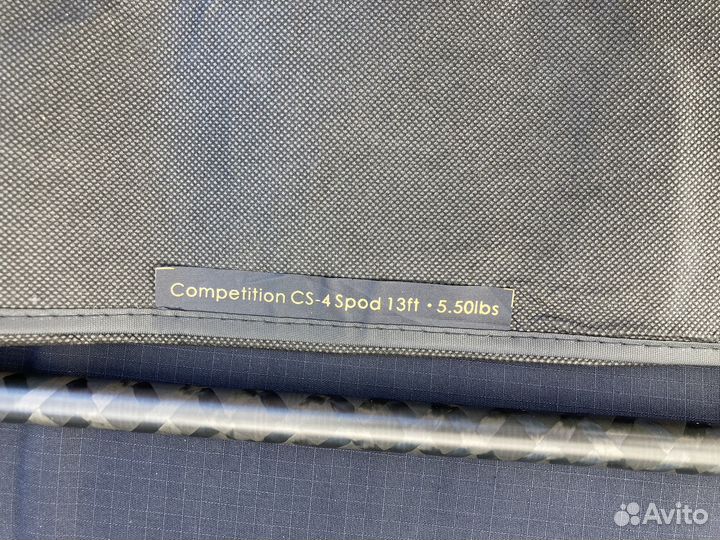 Competition CS-4 Spod 13ft • 5.50lbs
Avito